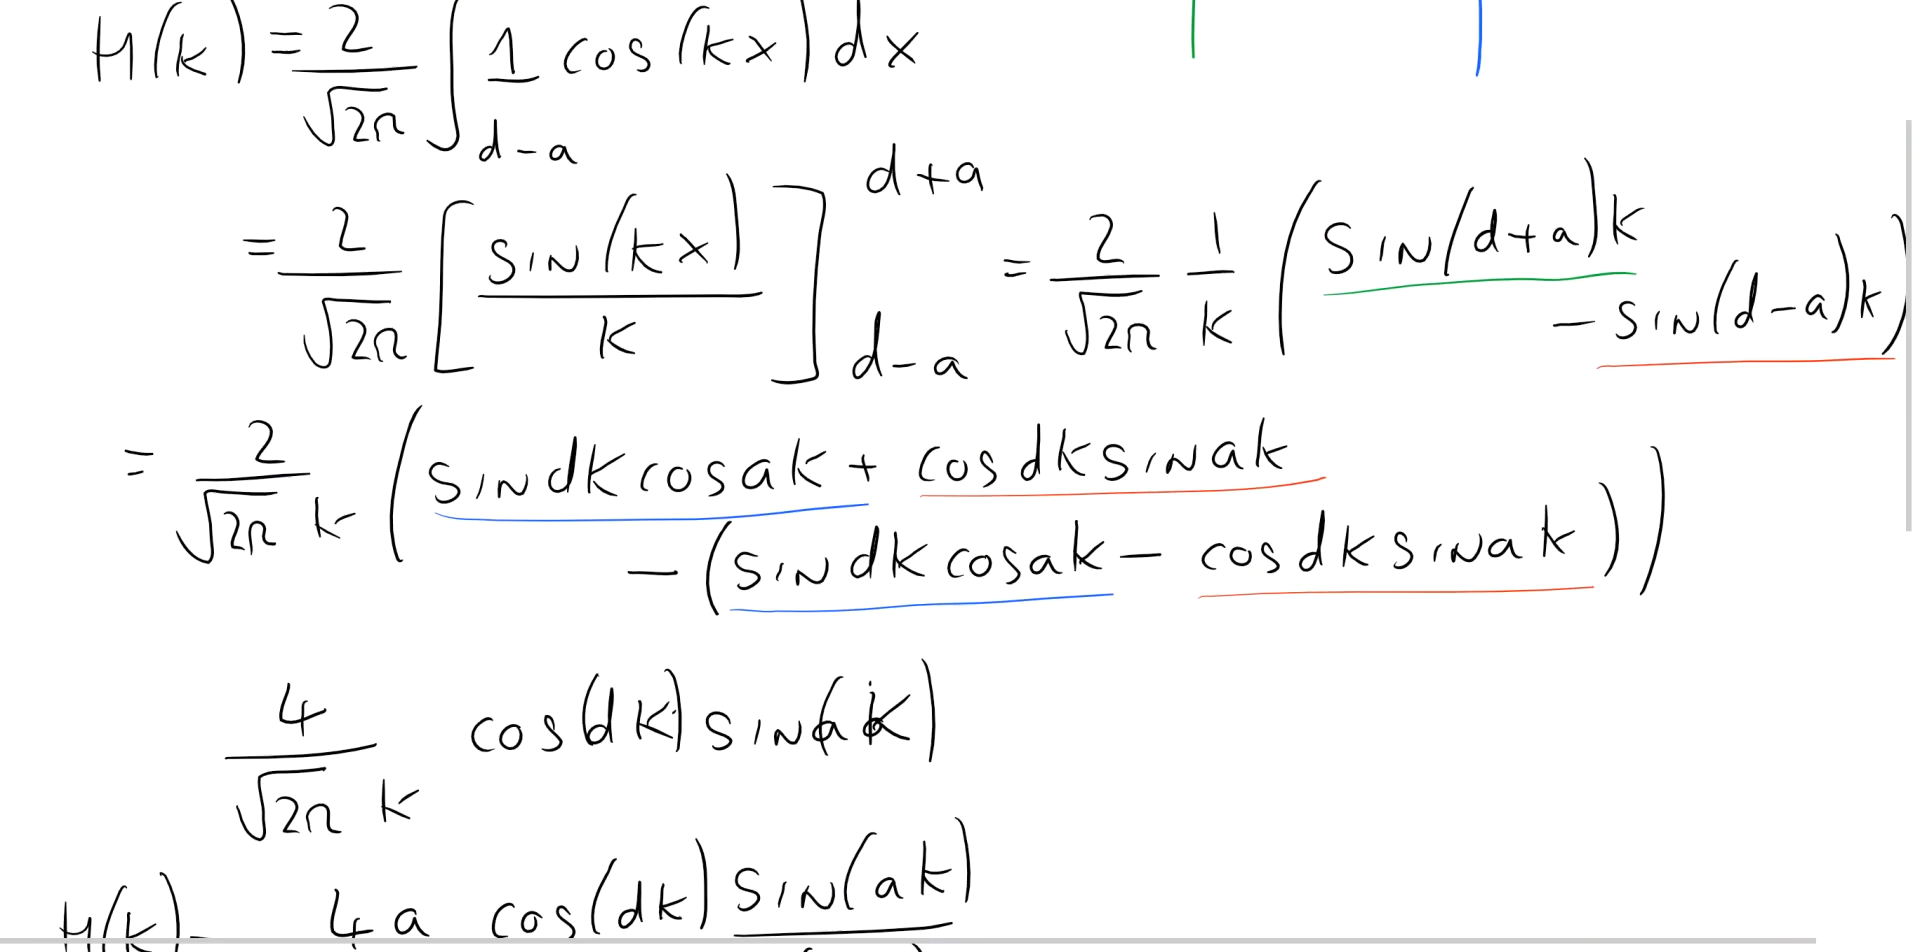 H(k) = 2/√2π ∫_{d-a} 1 cos(kx) dx
= 2/√2π [sin(kx)/k]_{d-a}^{d+a} = 2/√2π 1/k (sin(d+a)k
- sin(d-a)k)
= 2/√2π k (sin dk cos ak + cos dk sin ak
- (sin dk cos ak - cos dk sin ak))
4/√2π k cos(dk) sin(ak)
H(k) 4a cos(dk) sin(ak)